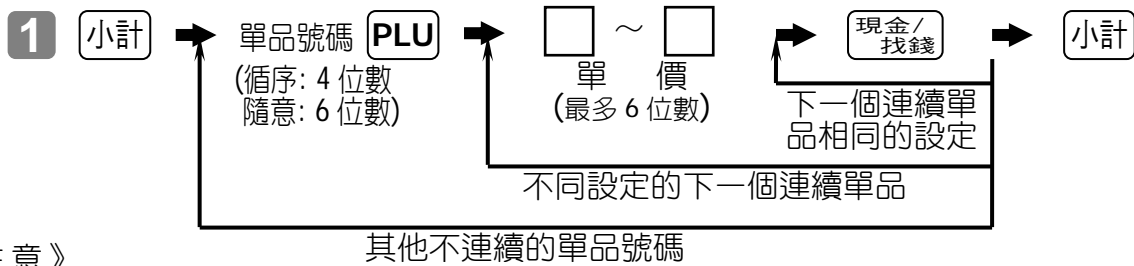 1 小計 單品號碼 PLU ～ 現金/找錢 小計
(循序: 4 位數
隨意: 6 位數)
單 價
(最多 6 位數)
下一個連續單
品相同的設定
不同設定的下一個連續單品
其他不連續的單品號碼
意》